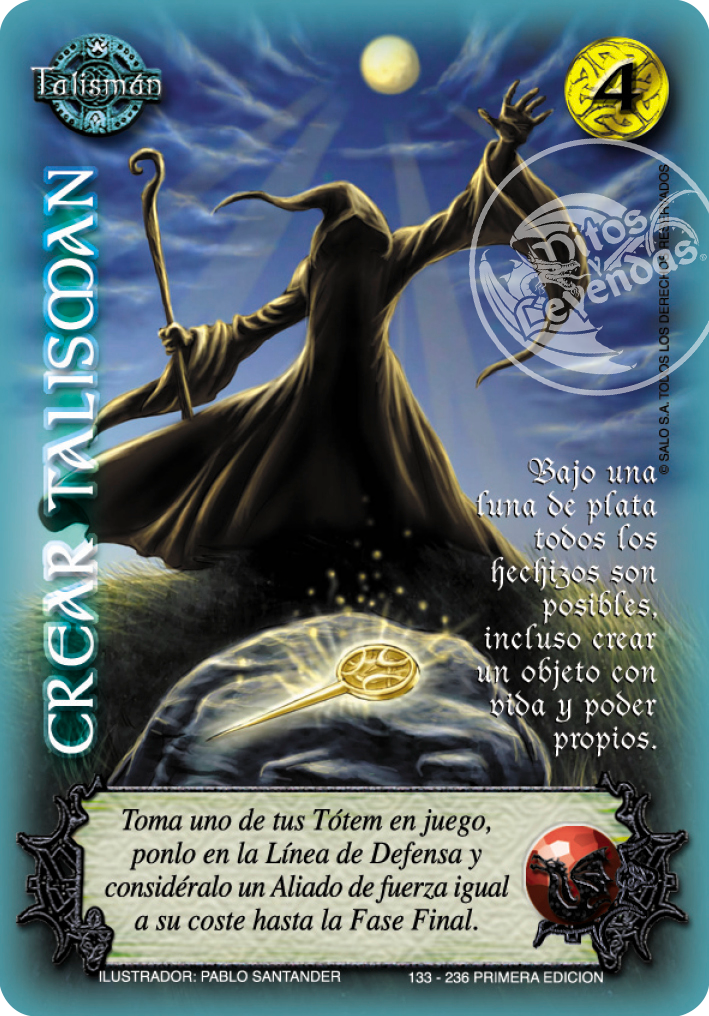 Talismán
4
CREAR TALISMAN
Mitos
y
Leyendas
®
© SALO S.A. TODOS LOS DERECHOS RESERVADOS
Bajo una
luna de plata
todos los
hechizos son
posibles,
incluso crear
un objeto con
vida y poder
propios.
Toma uno de tus Tótem en juego,
ponlo en la Línea de Defensa y
considéralo un Aliado de fuerza igual
a su coste hasta la Fase Final.
ILUSTRADOR: PABLO SANTANDER
133 - 236 PRIMERA EDICION